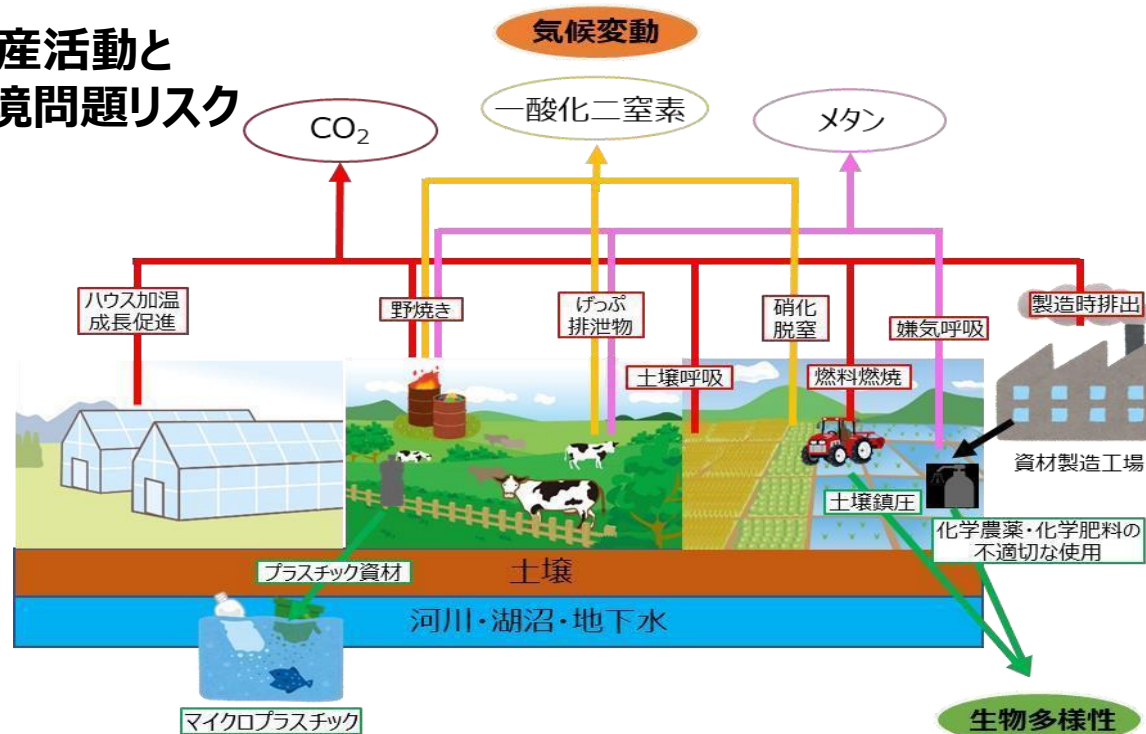 産活動と
境問題リスク
気候変動
CO₂
一酸化二窒素
メタン
ハウス加温
成長促進
野焼き
げっぷ
排泄物
硝化
脱窒
嫌気呼吸
製造時排出
土壌呼吸
燃料燃焼
資材製造工場
土壌鎮圧
化学農薬・化学肥料の
不適切な使用
プラスチック資材
土壌
河川・湖沼・地下水
マイクロプラスチック
生物多様性